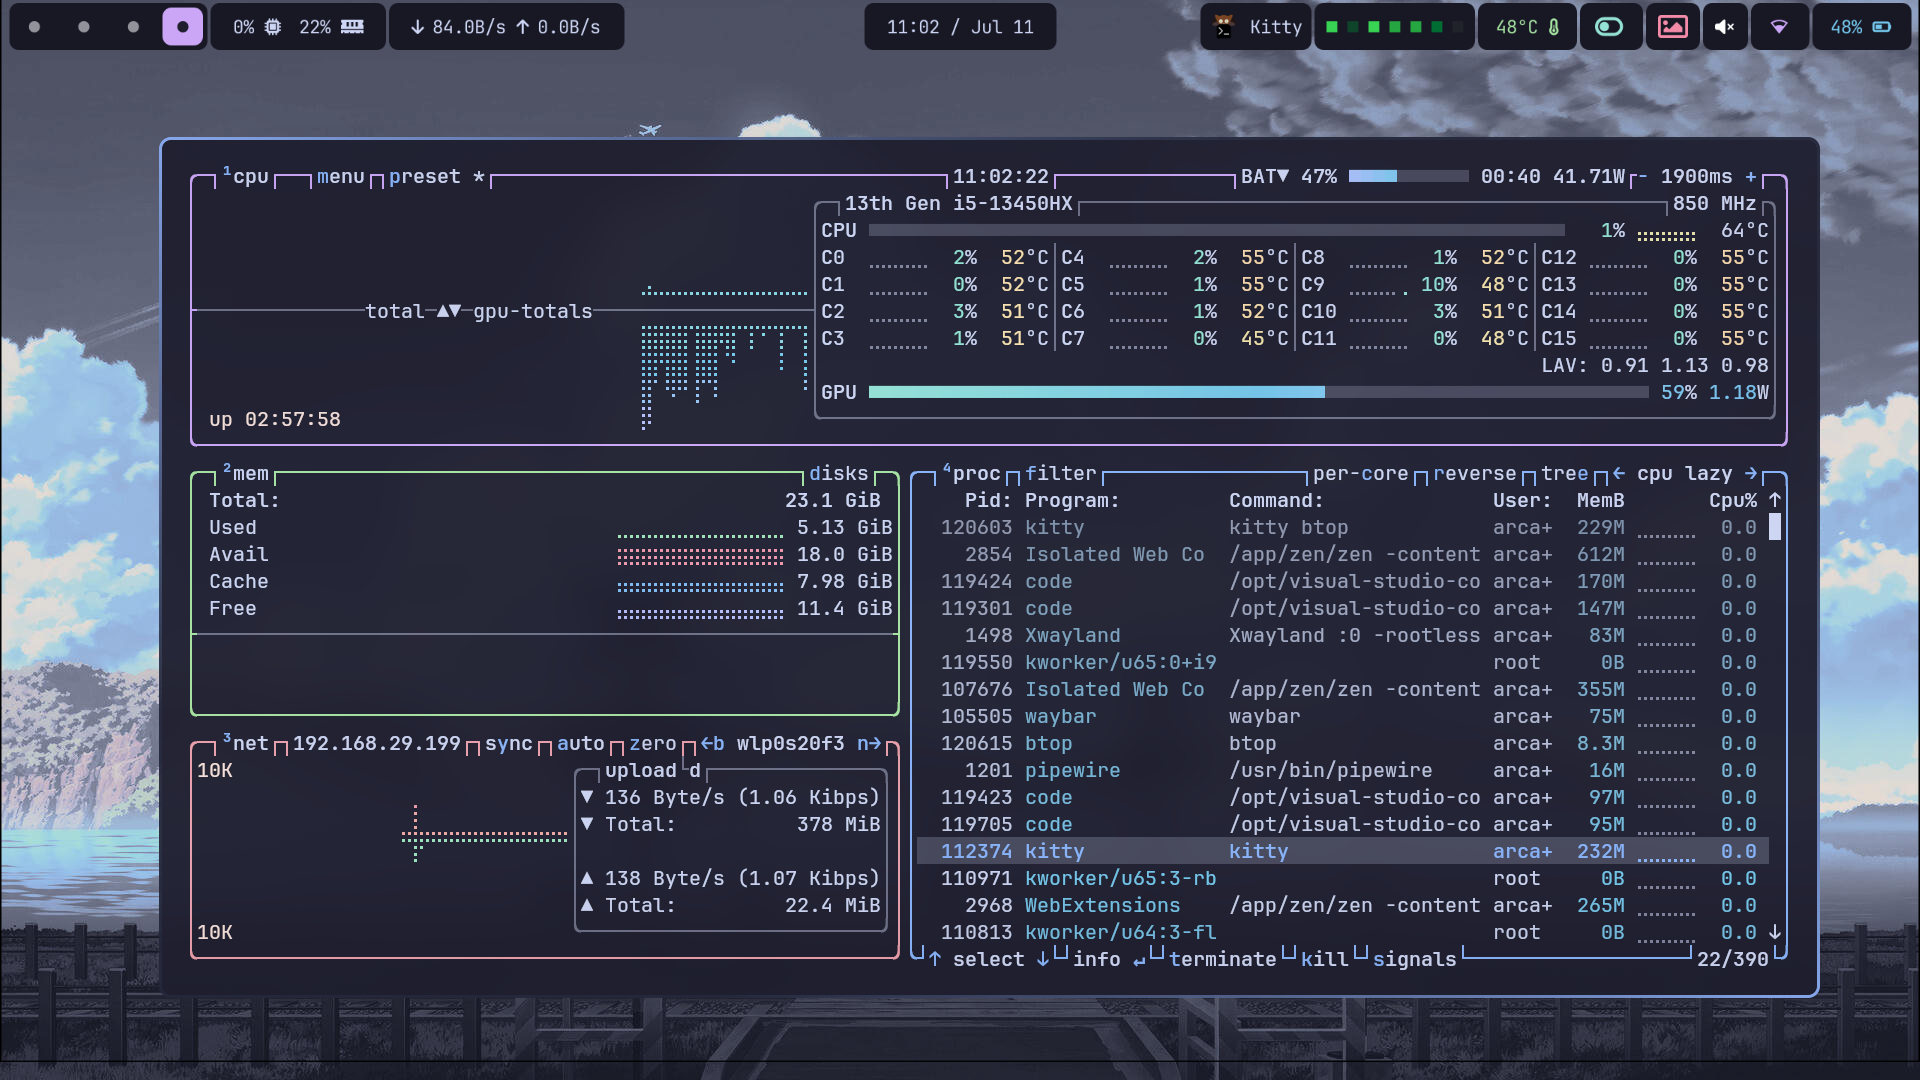 0% 22% ↓ 84.0B/s ↑ 0.0B/s 11:02 / Jul 11 Kitty 48°C 48%
1cpu menu preset * 11:02:22 BAT▼ 47% 00:40 41.71W - 1900ms +
13th Gen i5-13450HX 850 MHz
CPU 1% 64°C
C0 2% 52°C C4 2% 55°C C8 1% 52°C C12 0% 55°C
C1 0% 52°C C5 1% 55°C C9 10% 48°C C13 0% 55°C
total ▲▼ gpu-totals C2 3% 51°C C6 1% 52°C C10 3% 51°C C14 0% 55°C
C3 1% 51°C C7 0% 45°C C11 0% 48°C C15 0% 55°C
LAV: 0.91 1.13 0.98
GPU 59% 1.18W
up 02:57:58
2mem disks
Total: 23.1 GiB
Used 5.13 GiB
Avail 18.0 GiB
Cache 7.98 GiB
Free 11.4 GiB
3net 192.168.29.199 sync auto zero ←b wlp0s20f3 n→
10K
upload d
▼ 136 Byte/s (1.06 Kibps)
▼ Total: 378 MiB
▲ 138 Byte/s (1.07 Kibps)
▲ Total: 22.4 MiB
10K
4proc filter per-core reverse tree ← cpu lazy →
Pid: Program: Command: User: MemB Cpu% ↑
120603 kitty kitty btop arca+ 229M 0.0
2854 Isolated Web Co /app/zen/zen -content arca+ 612M 0.0
119424 code /opt/visual-studio-co arca+ 170M 0.0
119301 code /opt/visual-studio-co arca+ 147M 0.0
1498 Xwayland Xwayland :0 -rootless arca+ 83M 0.0
119550 kworker/u65:0+i9 root 0B 0.0
107676 Isolated Web Co /app/zen/zen -content arca+ 355M 0.0
105505 waybar waybar arca+ 75M 0.0
120615 btop btop arca+ 8.3M 0.0
1201 pipewire /usr/bin/pipewire arca+ 16M 0.0
119423 code /opt/visual-studio-co arca+ 97M 0.0
119705 code /opt/visual-studio-co arca+ 95M 0.0
112374 kitty kitty arca+ 232M 0.0
110971 kworker/u65:3-rb root 0B 0.0
2968 WebExtensions /app/zen/zen -content arca+ 265M 0.0
110813 kworker/u64:3-fl root 0B 0.0 ↓
↑ select ↓ info ↵ terminate kill signals 22/390